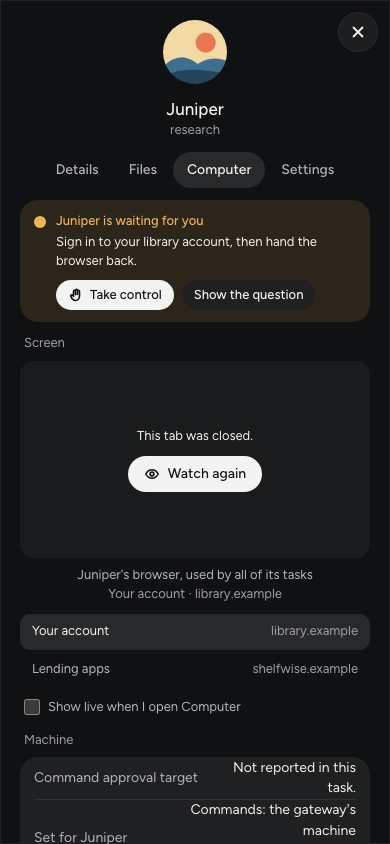 Juniper
research
Details Files Computer Settings
Juniper is waiting for you
Sign in to your library account, then hand the
browser back.
Take control Show the question
Screen
This tab was closed.
Watch again
Juniper's browser, used by all of its tasks
Your account · library.example
Your account library.example
Lending apps shelfwise.example
Show live when I open Computer
Machine
Command approval target Not reported in this
task.
Commands: the gateway's
machine
Set for Juniper